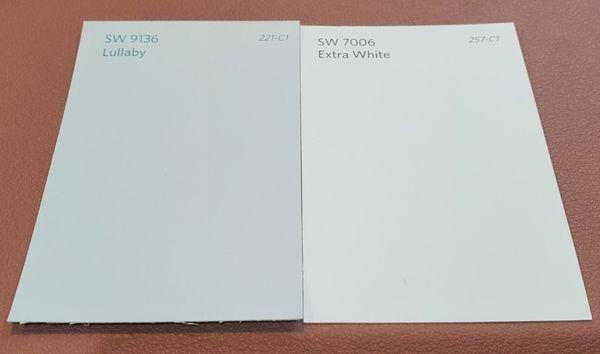 SW 9136 221-C1
Lullaby
SW 7006 257-C1
Extra White